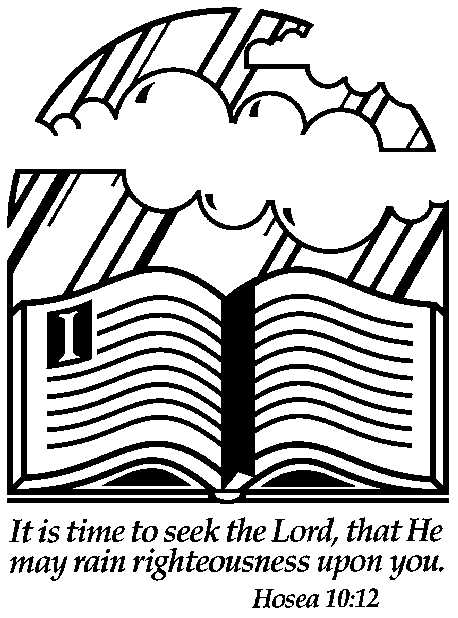 I
It is time to seek the Lord, that He
may rain righteousness upon you.
Hosea 10:12